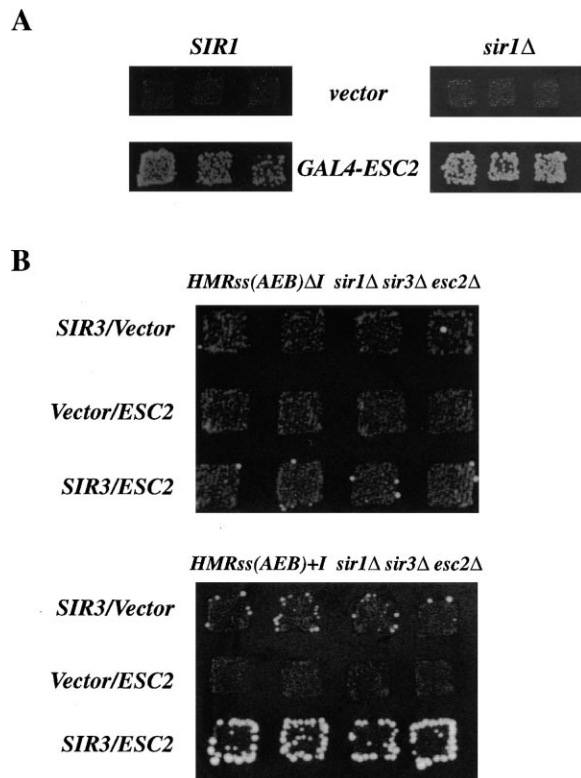 A
SIR1 sir1Δ
vector
GAL4-ESC2
B
HMRss(AEB)ΔI sir1Δ sir3Δ esc2Δ
SIR3/Vector
Vector/ESC2
SIR3/ESC2
HMRss(AEB)+I sir1Δ sir3Δ esc2Δ
SIR3/Vector
Vector/ESC2
SIR3/ESC2